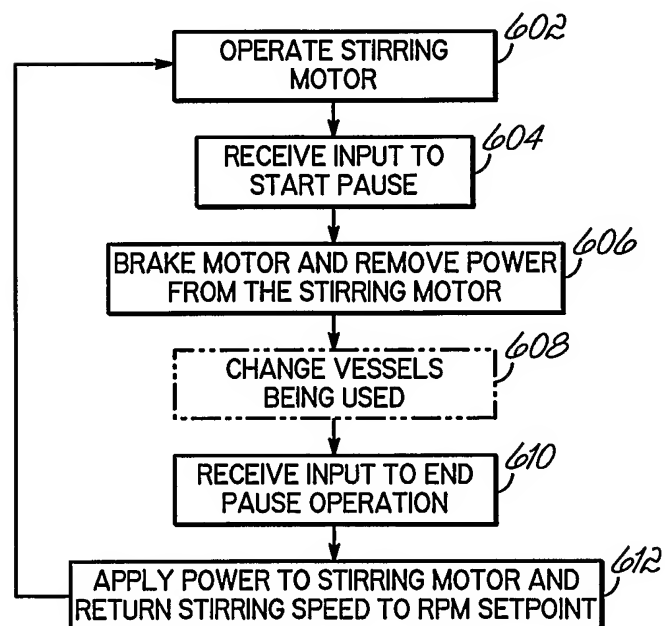 602
OPERATE STIRRING
MOTOR
604
RECEIVE INPUT TO
START PAUSE
606
BRAKE MOTOR AND REMOVE POWER
FROM THE STIRRING MOTOR
608
CHANGE VESSELS
BEING USED
610
RECEIVE INPUT TO END
PAUSE OPERATION
612
APPLY POWER TO STIRRING MOTOR AND
RETURN STIRRING SPEED TO RPM SETPOINT